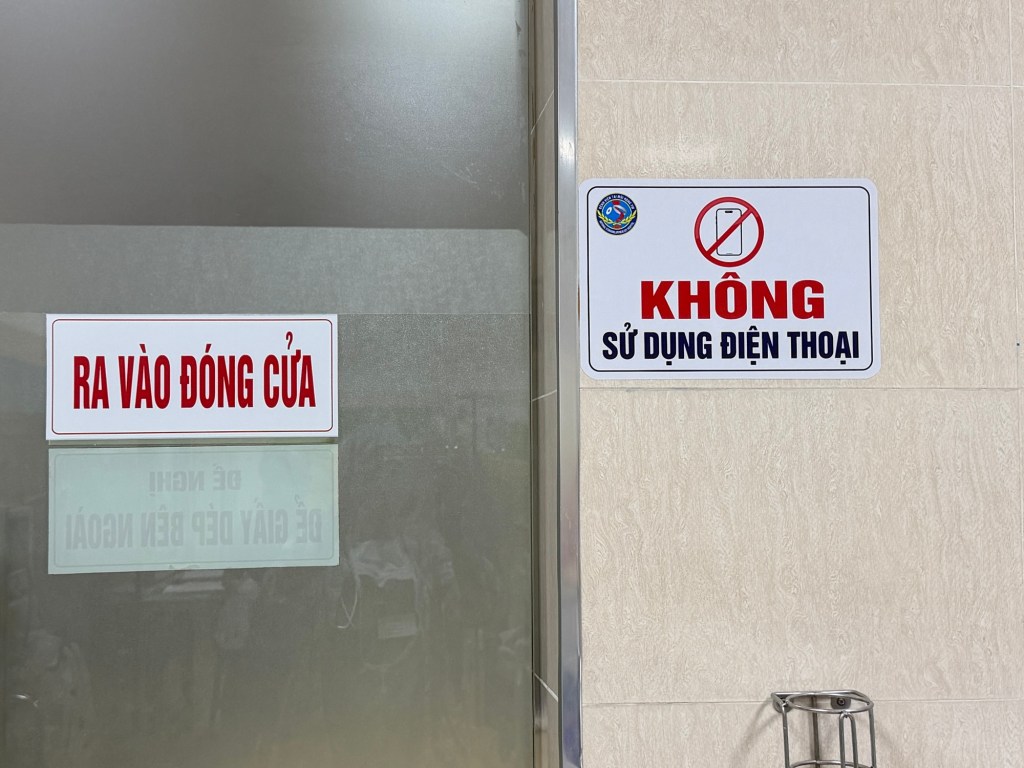 RA VÀO ĐÓNG CỬA
ĐỀ NGHỊ
ĐỂ GIẦY DÉP BÊN NGOÀI
KHÔNG
SỬ DỤNG ĐIỆN THOẠI